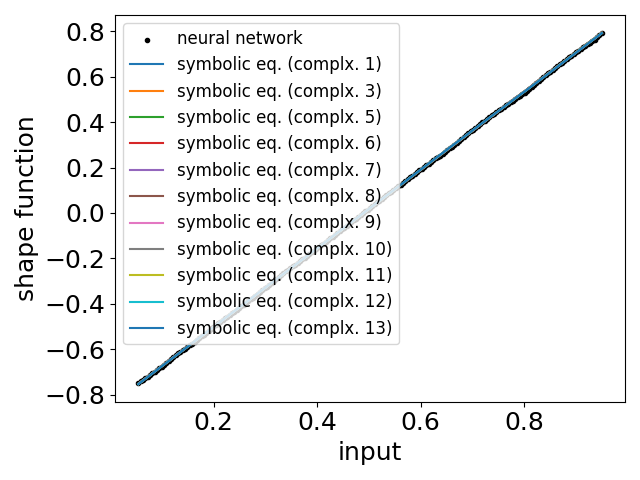 0.8
0.6
0.4
0.2
0.0
−0.2
−0.4
−0.6
−0.8
shape function
neural network
symbolic eq. (complx. 1)
symbolic eq. (complx. 3)
symbolic eq. (complx. 5)
symbolic eq. (complx. 6)
symbolic eq. (complx. 7)
symbolic eq. (complx. 8)
symbolic eq. (complx. 9)
symbolic eq. (complx. 10)
symbolic eq. (complx. 11)
symbolic eq. (complx. 12)
symbolic eq. (complx. 13)
0.2 0.4 0.6 0.8
input